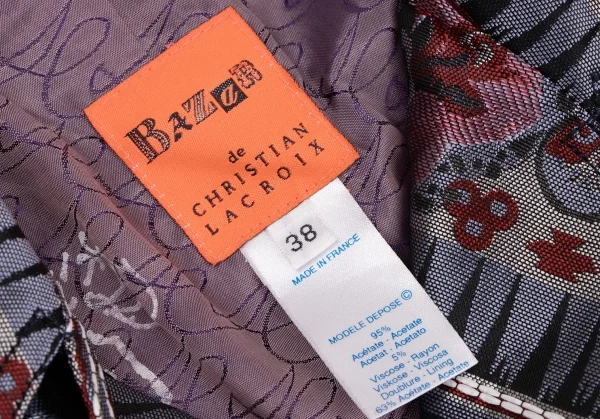 BAZAR
de
CHRISTIAN
LACROIX
38
MADE IN FRANCE
MODELE DEPOSE ©
95%
Acétate - Acetate
Acetat - Acetato
5%
Viscose - Rayon
Viskose - Viscosa
Doublure - Lining
63% Acétate - Acetate